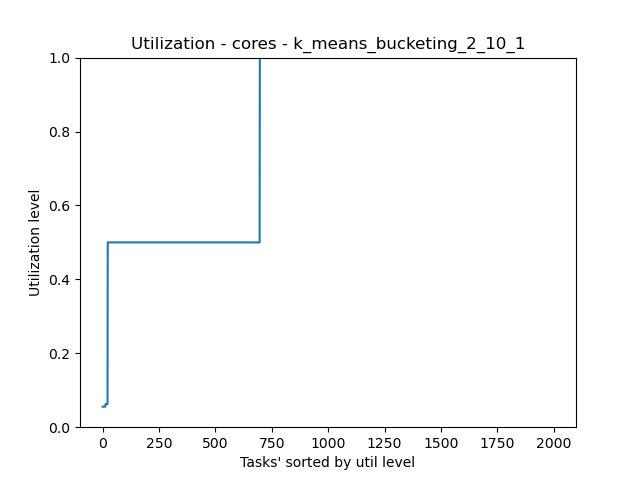 Utilization - cores - k_means_bucketing_2_10_1
1.0
0.8
0.6
0.4
0.2
0.0
Utilization level
0 250 500 750 1000 1250 1500 1750 2000
Tasks' sorted by util level